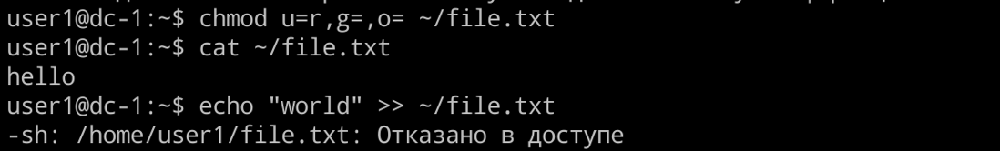 user1@dc-1:~$ chmod u=r,g=,o= ~/file.txt
user1@dc-1:~$ cat ~/file.txt
hello
user1@dc-1:~$ echo "world" >> ~/file.txt
-sh: /home/user1/file.txt: Отказано в доступе